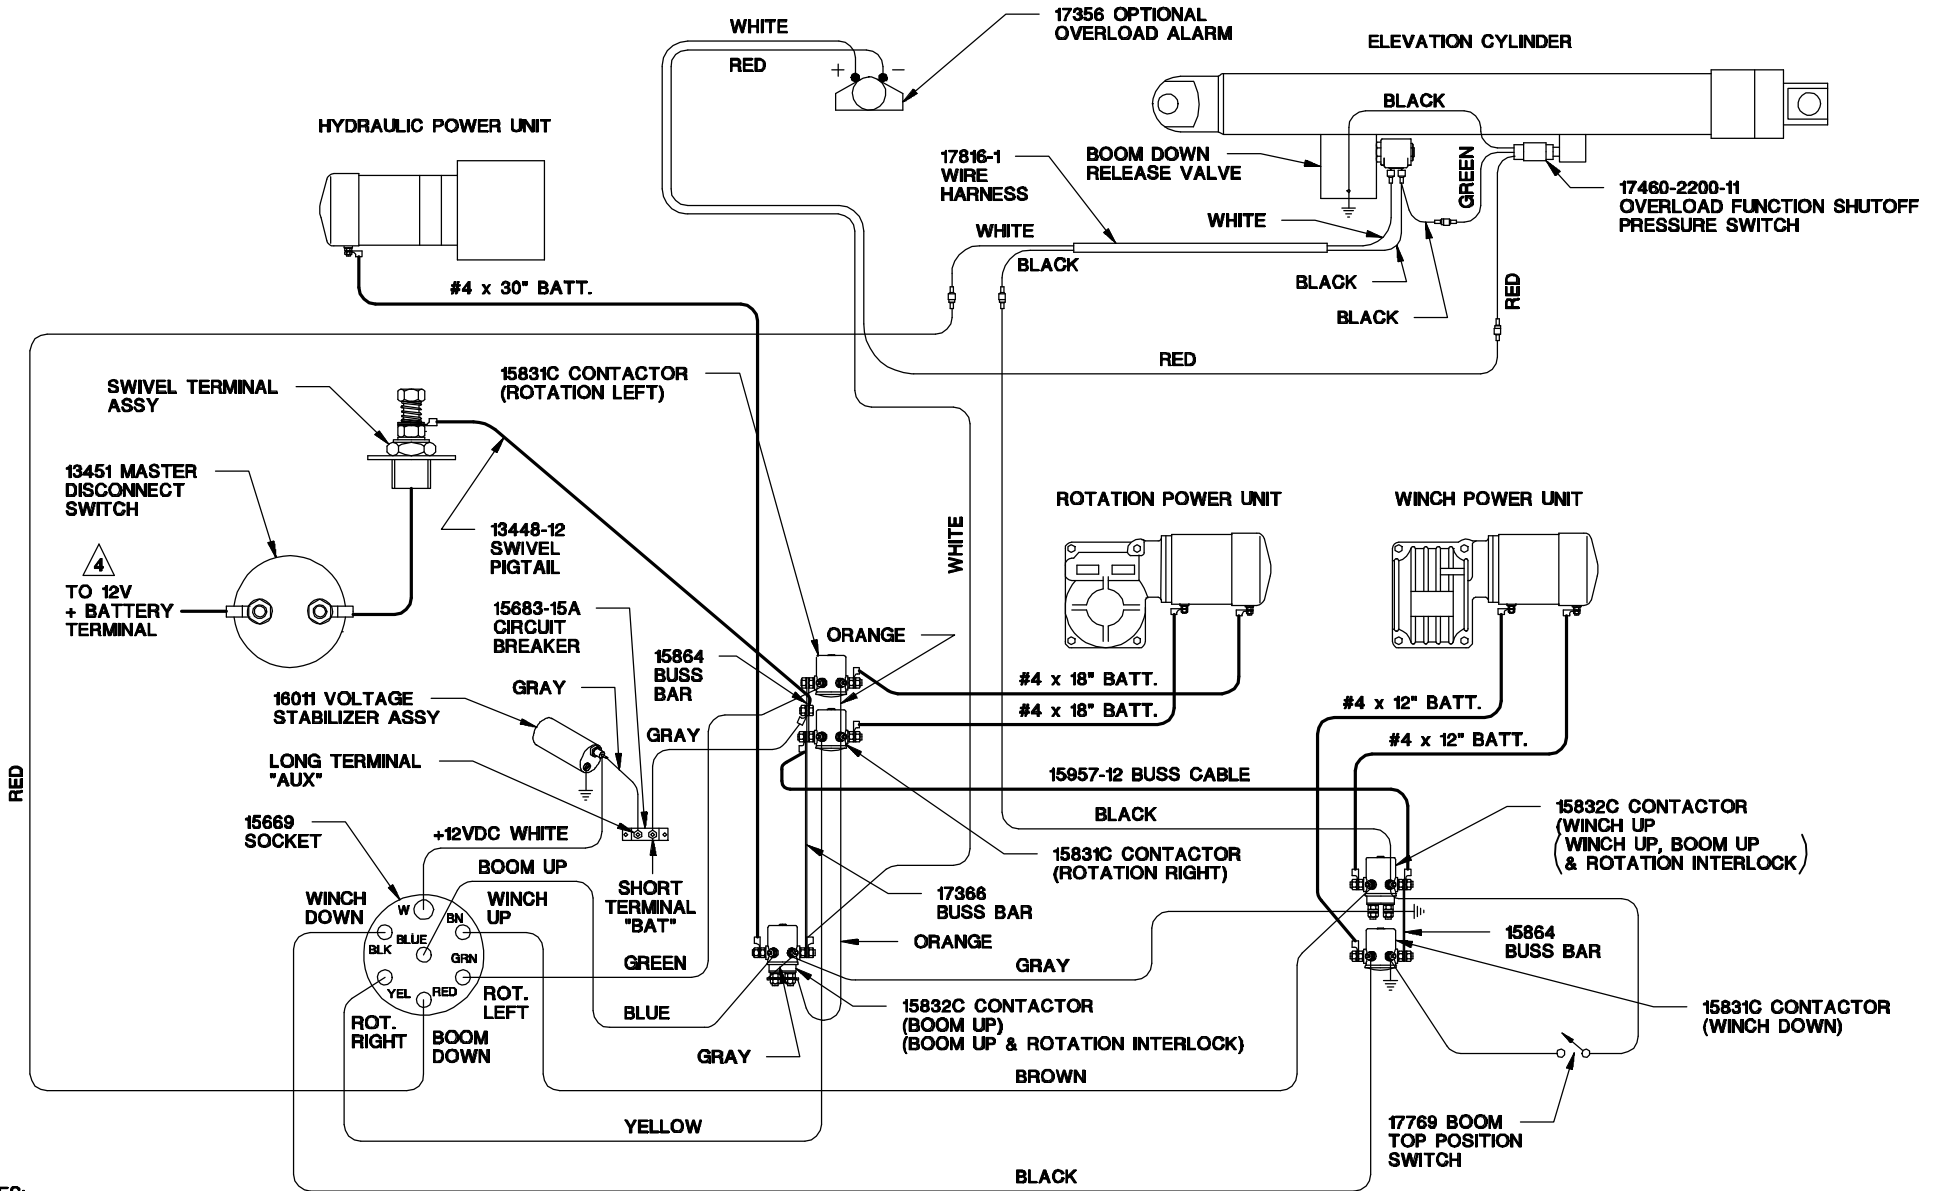 17356 OPTIONAL
OVERLOAD ALARM
WHITE
RED
+
−
ELEVATION CYLINDER
BLACK
HYDRAULIC POWER UNIT
17816-1
WIRE
HARNESS
BOOM DOWN
RELEASE VALVE
GREEN
17460-2200-11
OVERLOAD FUNCTION SHUTOFF
PRESSURE SWITCH
WHITE
WHITE
BLACK
BLACK
BLACK
RED
#4 x 30" BATT.
RED
SWIVEL TERMINAL
ASSY
15831C CONTACTOR
(ROTATION LEFT)
13451 MASTER
DISCONNECT
SWITCH
13448-12
SWIVEL
PIGTAIL
WHITE
ROTATION POWER UNIT
WINCH POWER UNIT
4
TO 12V
+ BATTERY
TERMINAL
15683-15A
CIRCUIT
BREAKER
ORANGE
15864
BUSS
BAR
GRAY
16011 VOLTAGE
STABILIZER ASSY
#4 x 18" BATT.
#4 x 18" BATT.
#4 x 12" BATT.
#4 x 12" BATT.
GRAY
LONG TERMINAL
"AUX"
RED
15957-12 BUSS CABLE
BLACK
15669
SOCKET
+12VDC WHITE
BOOM UP
15832C CONTACTOR
(WINCH UP
(WINCH UP, BOOM UP
& ROTATION INTERLOCK)
15831C CONTACTOR
(ROTATION RIGHT)
SHORT
TERMINAL
"BAT"
17366
BUSS BAR
WINCH
DOWN
WINCH
UP
W
BN
BLK
BLUE
GRN
YEL
RED
ORANGE
15864
BUSS BAR
GREEN
GRAY
ROT.
LEFT
BLUE
15832C CONTACTOR
(BOOM UP)
(BOOM UP & ROTATION INTERLOCK)
15831C CONTACTOR
(WINCH DOWN)
ROT.
RIGHT
BOOM
DOWN
GRAY
BROWN
YELLOW
17769 BOOM
TOP POSITION
SWITCH
BLACK